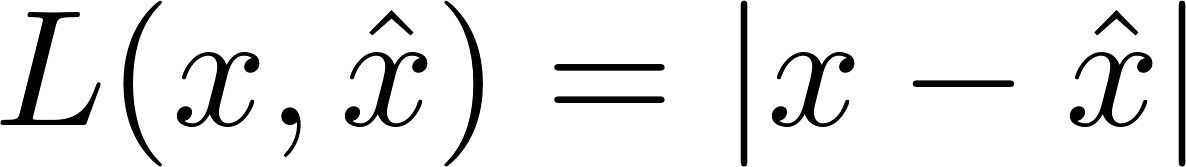 L(x, x̂) = |x − x̂|